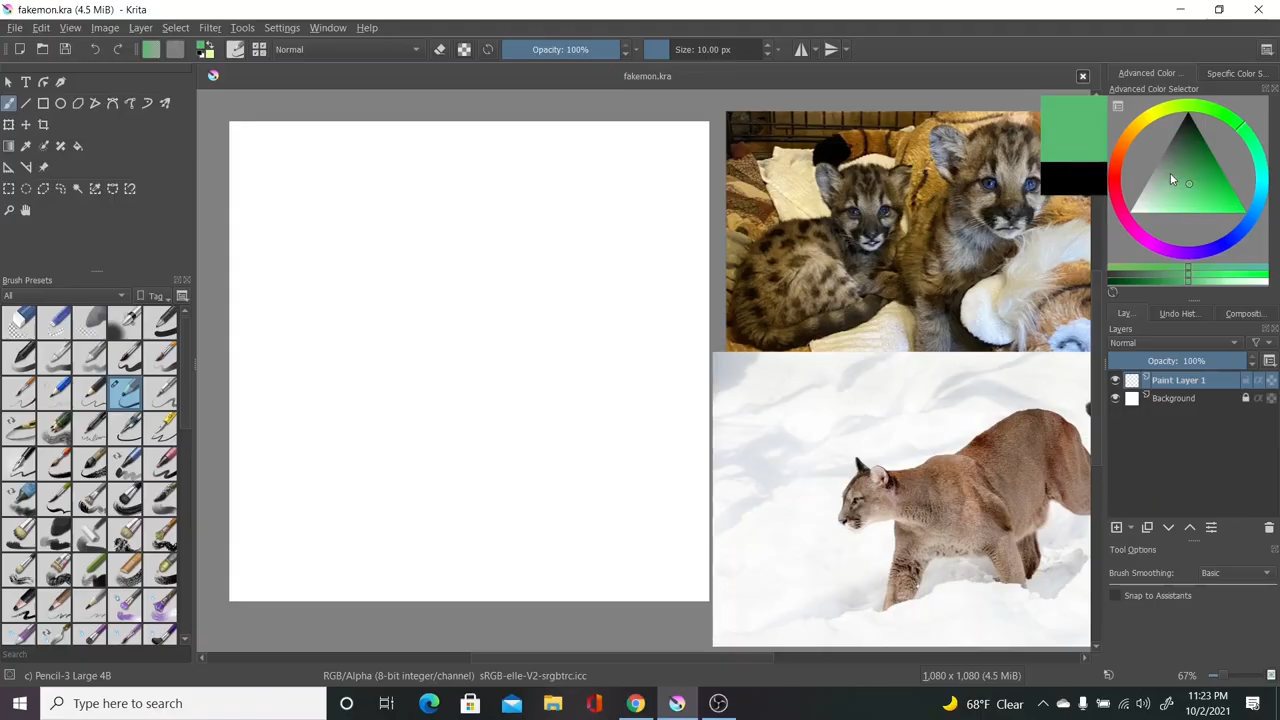 fakemon.kra (4.5 MiB) - Krita
File Edit View Image Layer Select Filter Tools Settings Window Help
Normal Opacity: 100% Size: 10.00 px
fakemon.kra
Advanced Color ... Specific Color S...
Advanced Color Selector
Brush Presets
All Tag
Lay... Undo Hist... Compositi...
Layers
Normal
Opacity: 100%
Paint Layer 1
Background
Tool Options
Brush Smoothing: Basic
Snap to Assistants
Search
c) Pencil-3 Large 4B RGB/Alpha (8-bit integer/channel) sRGB-elle-V2-srgbtrc.icc 1,080 x 1,080 (4.5 MiB) 67%
Type here to search 68°F Clear 11:23 PM
10/2/2021